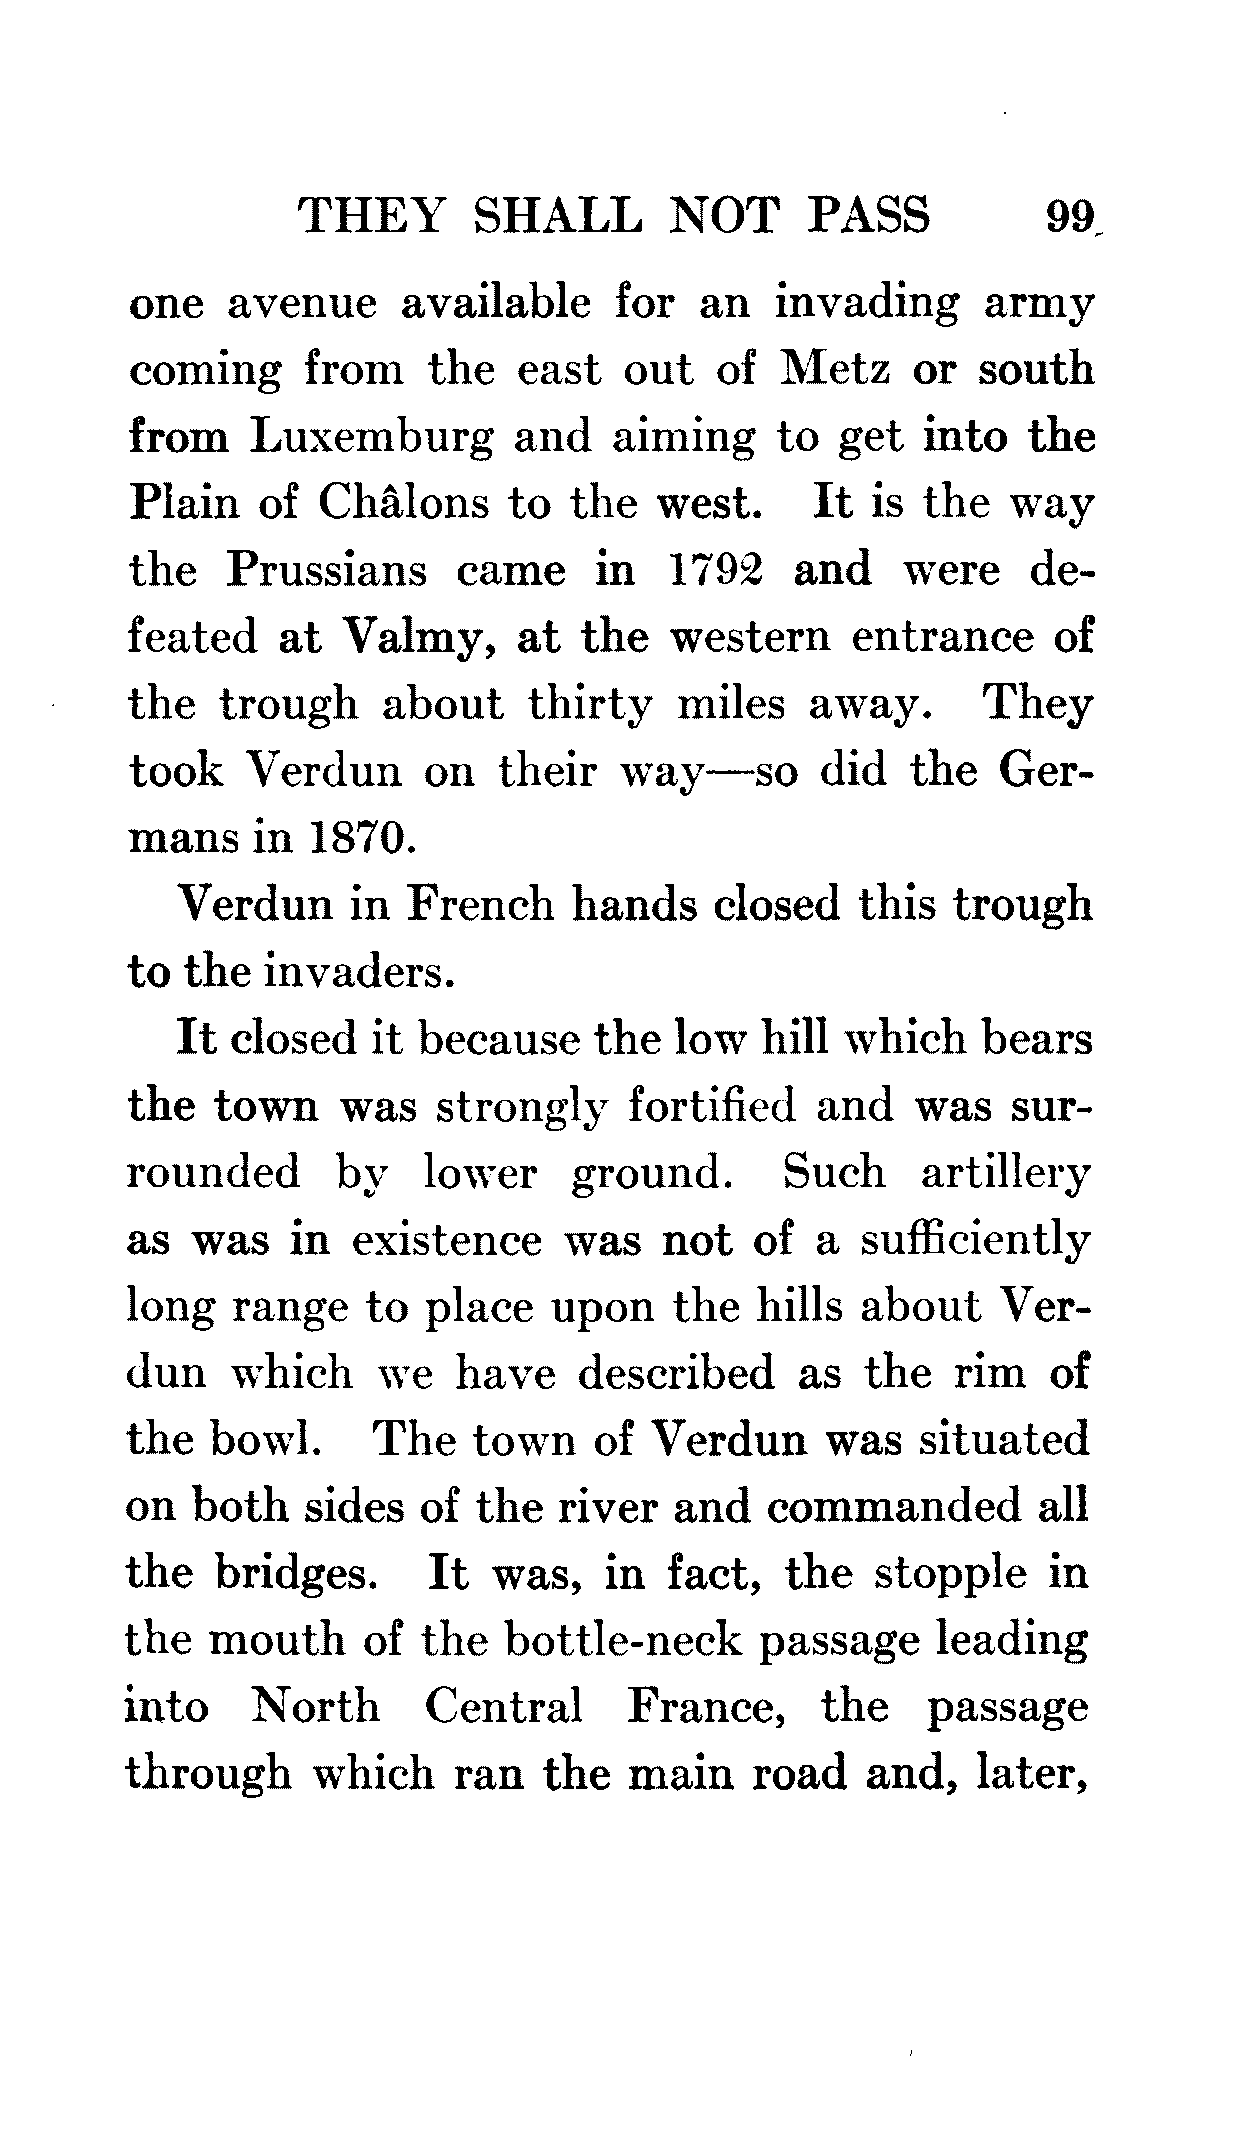 THEY SHALL NOT PASS 99
one avenue available for an invading army
coming from the east out of Metz or south
from Luxemburg and aiming to get into the
Plain of Châlons to the west. It is the way
the Prussians came in 1792 and were de-
feated at Valmy, at the western entrance of
the trough about thirty miles away. They
took Verdun on their way—so did the Ger-
mans in 1870.
Verdun in French hands closed this trough
to the invaders.
It closed it because the low hill which bears
the town was strongly fortified and was sur-
rounded by lower ground. Such artillery
as was in existence was not of a sufficiently
long range to place upon the hills about Ver-
dun which we have described as the rim of
the bowl. The town of Verdun was situated
on both sides of the river and commanded all
the bridges. It was, in fact, the stopple in
the mouth of the bottle-neck passage leading
into North Central France, the passage
through which ran the main road and, later,